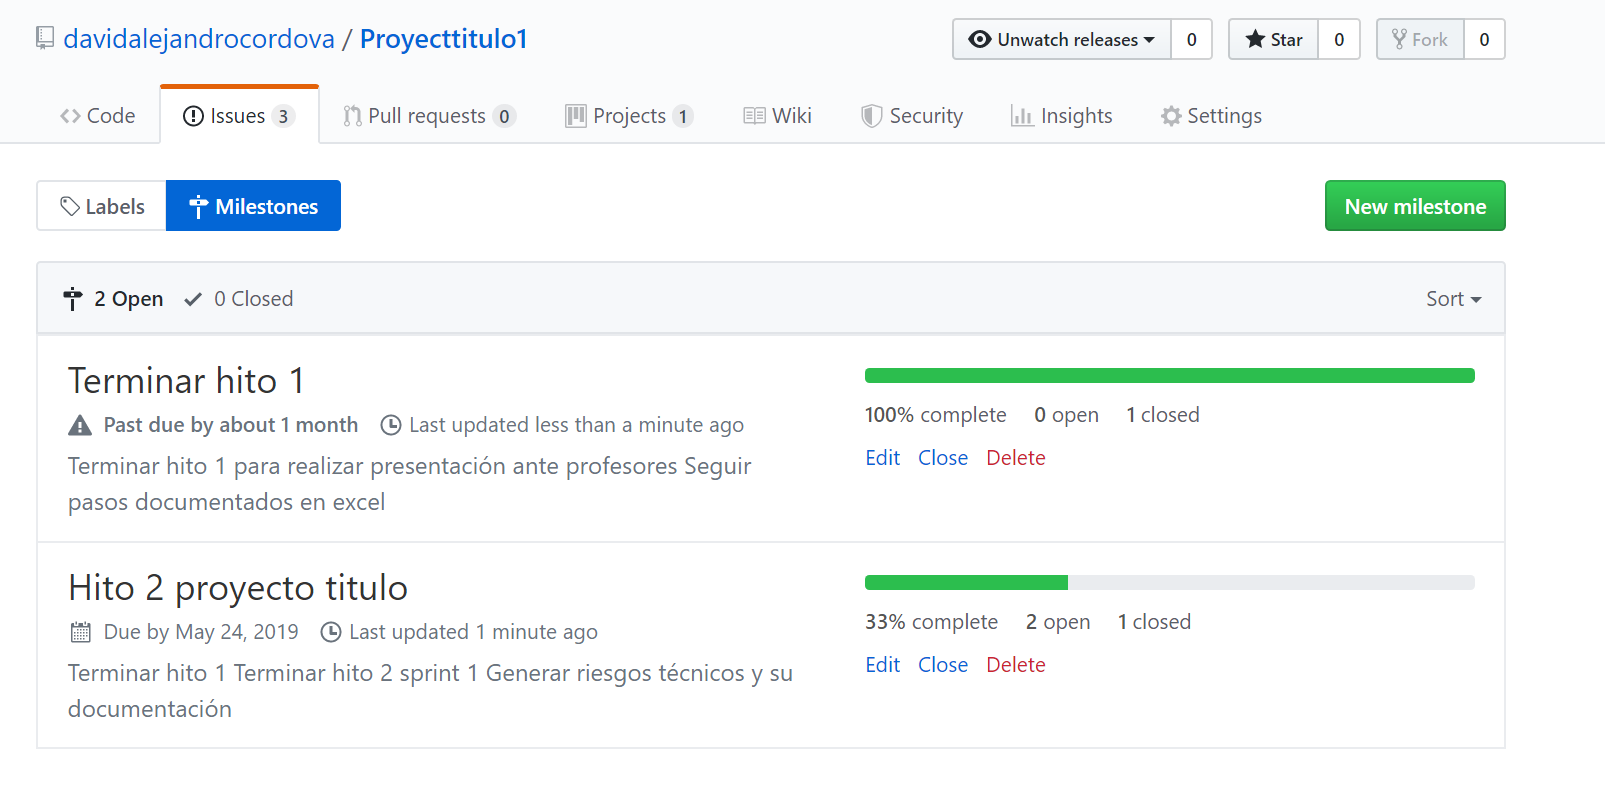 davidalejandrocordova / Proyecttitulo1
Unwatch releases 0 Star 0 Fork 0
Code Issues 3 Pull requests 0 Projects 1 Wiki Security Insights Settings
Labels Milestones New milestone
2 Open 0 Closed Sort
Terminar hito 1
Past due by about 1 month Last updated less than a minute ago
Terminar hito 1 para realizar presentación ante profesores Seguir
pasos documentados en excel
100% complete 0 open 1 closed
Edit Close Delete
Hito 2 proyecto titulo
Due by May 24, 2019 Last updated 1 minute ago
Terminar hito 1 Terminar hito 2 sprint 1 Generar riesgos técnicos y su
documentación
33% complete 2 open 1 closed
Edit Close Delete